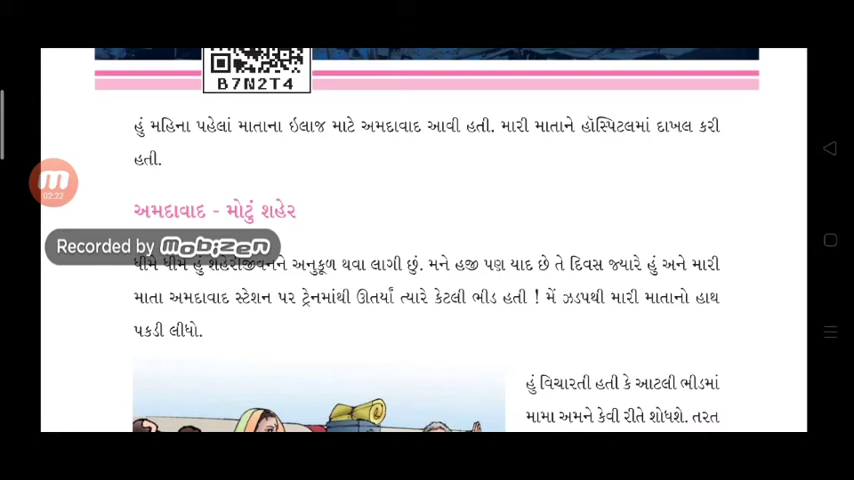 B7N2T4
હું મહિના પહેલાં માતાના ઇલાજ માટે અમદાવાદ આવી હતી. મારી માતાને હૉસ્પિટલમાં દાખલ કરી
હતી.
અમદાવાદ - મોટું શહેર
02:22
Recorded by mobizen
ધીમે ધીમે હું શહેરીજીવનને અનુકૂળ થવા લાગી છું. મને હજી પણ યાદ છે તે દિવસ જ્યારે હું અને મારી
માતા અમદાવાદ સ્ટેશન પર ટ્રેનમાંથી ઊતર્યાં ત્યારે કેટલી ભીડ હતી ! મેં ઝડપથી મારી માતાનો હાથ
પકડી લીધો.
હું વિચારતી હતી કે આટલી ભીડમાં
મામા અમને કેવી રીતે શોધશે. તરત